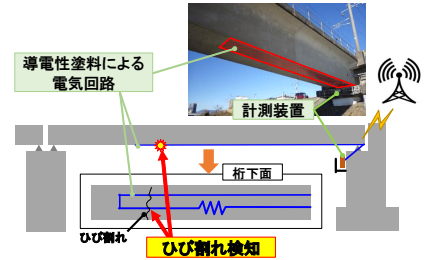 導電性塗料による
電気回路
計測装置
桁下面
ひび割れ
ひび割れ検知